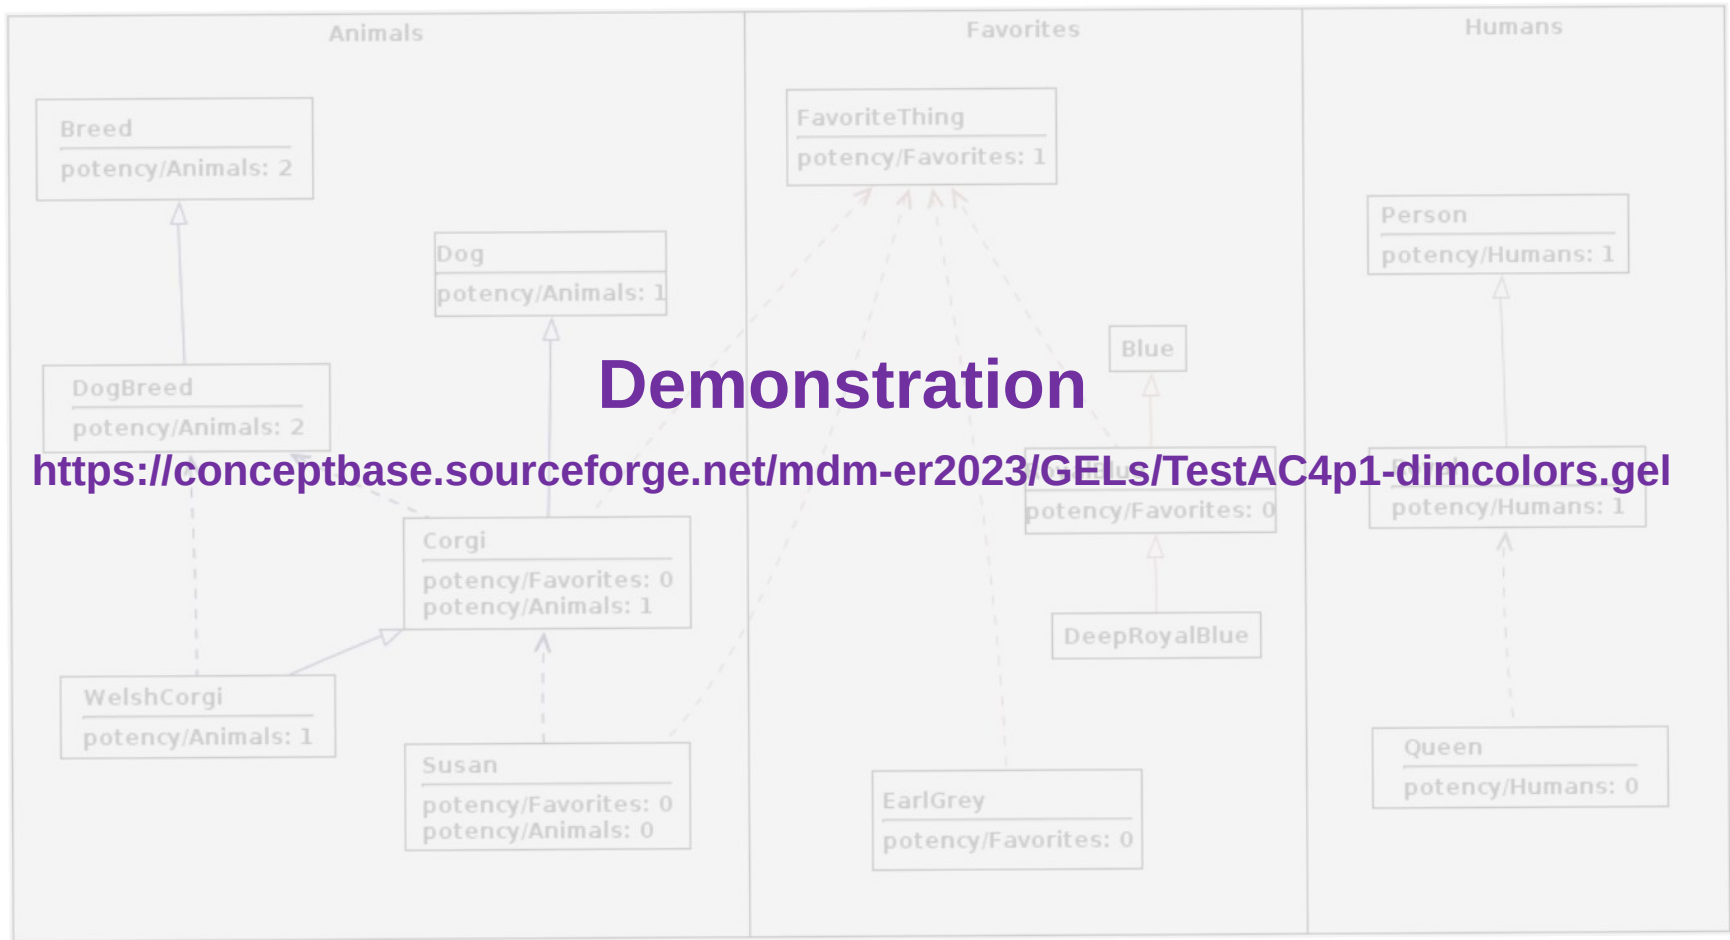 Animals
Favorites
Humans
Breed
potency/Animals: 2
FavoriteThing
potency/Favorites: 1
Person
potency/Humans: 1
Dog
potency/Animals: 1
Blue
DogBreed
potency/Animals: 2
Demonstration
https://conceptbase.sourceforge.net/mdm-er2023/GELs/TestAC4p1-dimcolors.gel
RoyalBlue
potency/Favorites: 0
potency/Humans: 1
Corgi
potency/Favorites: 0
potency/Animals: 1
DeepRoyalBlue
WelshCorgi
potency/Animals: 1
Susan
potency/Favorites: 0
potency/Animals: 0
EarlGrey
potency/Favorites: 0
Queen
potency/Humans: 0